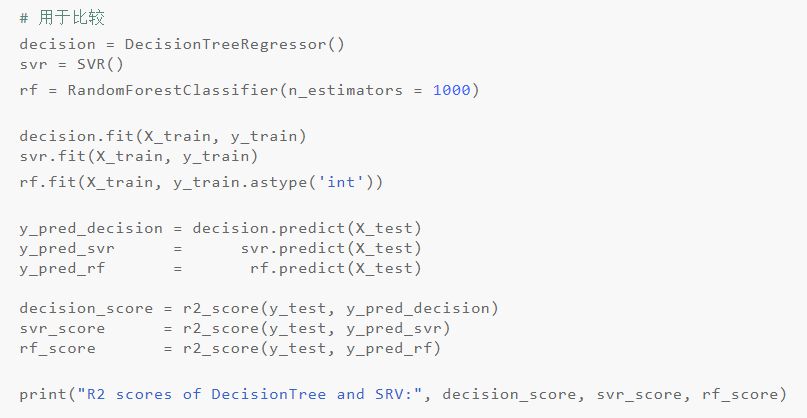 # 用于比较
decision = DecisionTreeRegressor()
svr = SVR()
rf = RandomForestClassifier(n_estimators = 1000)
decision.fit(X_train, y_train)
svr.fit(X_train, y_train)
rf.fit(X_train, y_train.astype('int'))
y_pred_decision = decision.predict(X_test)
y_pred_svr      =      svr.predict(X_test)
y_pred_rf       =       rf.predict(X_test)
decision_score = r2_score(y_test, y_pred_decision)
svr_score      = r2_score(y_test, y_pred_svr)
rf_score       = r2_score(y_test, y_pred_rf)
print("R2 scores of DecisionTree and SRV:", decision_score, svr_score, rf_score)